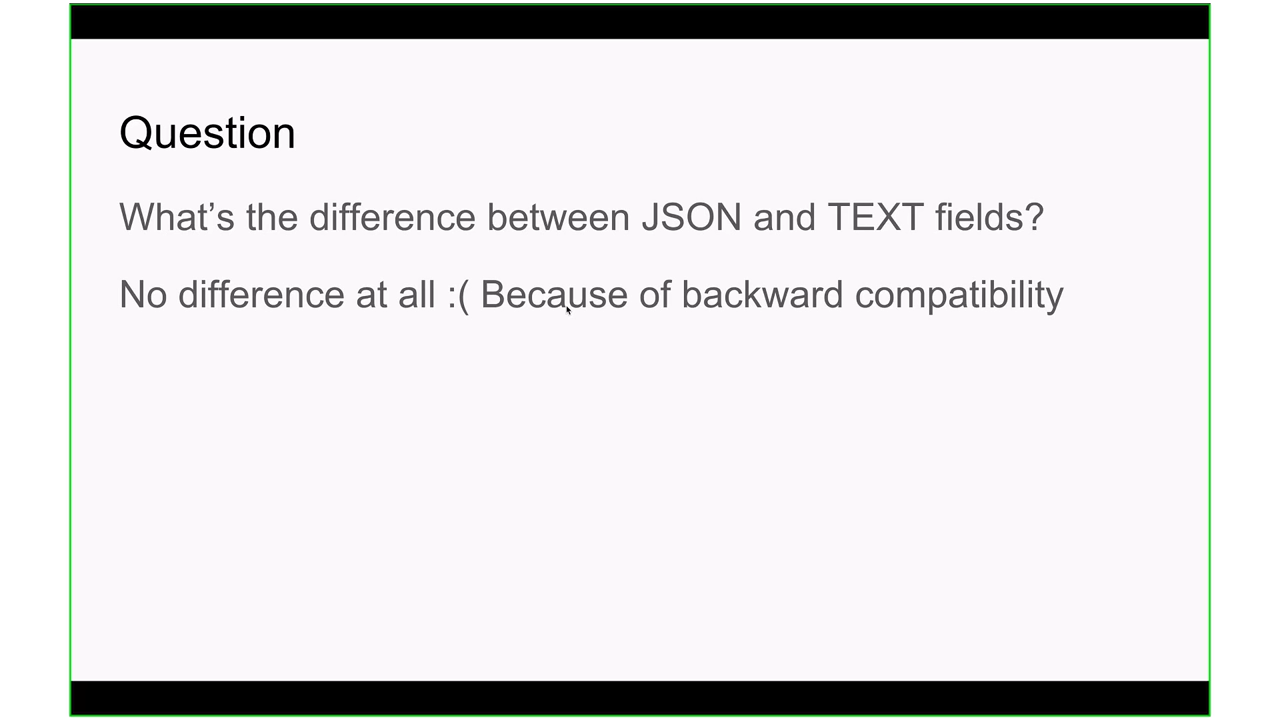 Question
What’s the difference between JSON and TEXT fields?
No difference at all :( Because of backward compatibility